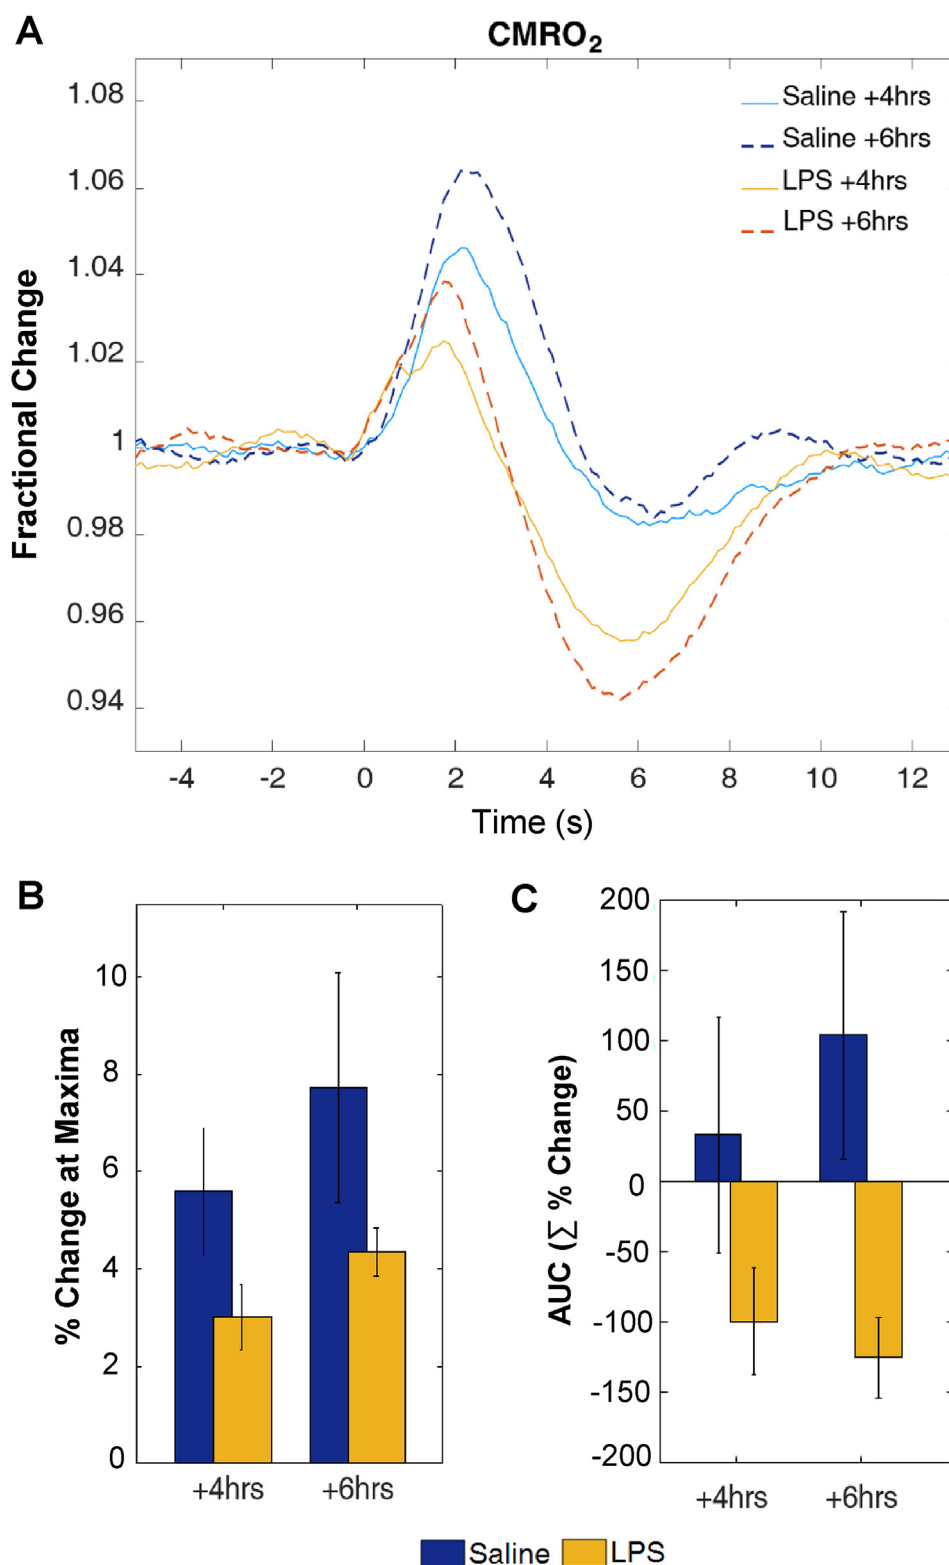 A
CMRO2
1.08
1.06
1.04
1.02
1
0.98
0.96
0.94
Fractional Change
Saline +4hrs
Saline +6hrs
LPS +4hrs
LPS +6hrs
-4 -2 0 2 4 6 8 10 12
Time (s)
B
10
8
6
4
2
0
% Change at Maxima
+4hrs +6hrs
C
200
150
100
50
0
-50
-100
-150
-200
AUC (∑ % Change)
+4hrs +6hrs
Saline LPS